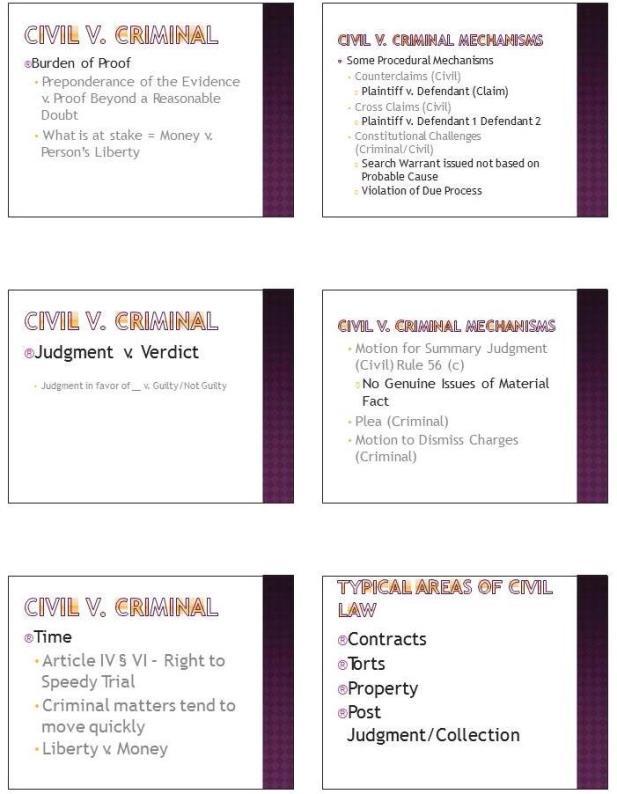 CIVIL V. CRIMINAL
Burden of Proof
Preponderance of the Evidence
v. Proof Beyond a Reasonable
Doubt
What is at stake = Money v.
Person's Liberty
CIVIL V. CRIMINAL MECHANISMS
Some Procedural Mechanisms
Counterclaims (Civil)
Plaintiff v. Defendant (Claim)
Cross Claims (Civil)
Plaintiff v. Defendant 1 Defendant 2
Constitutional Challenges
(Criminal/Civil)
Search Warrant issued not based on
Probable Cause
Violation of Due Process
CIVIL V. CRIMINAL
Judgment v. Verdict
Judgment in favor of __ v. Guilty/Not Guilty
CIVIL V. CRIMINAL MECHANISMS
Motion for Summary Judgment
(Civil) Rule 56 (c)
No Genuine Issues of Material
Fact
Plea (Criminal)
Motion to Dismiss Charges
(Criminal)
CIVIL V. CRIMINAL
Time
Article IV § VI - Right to
Speedy Trial
Criminal matters tend to
move quickly
Liberty v. Money
TYPICAL AREAS OF CIVIL
LAW
Contracts
Torts
Property
Post
Judgment/Collection